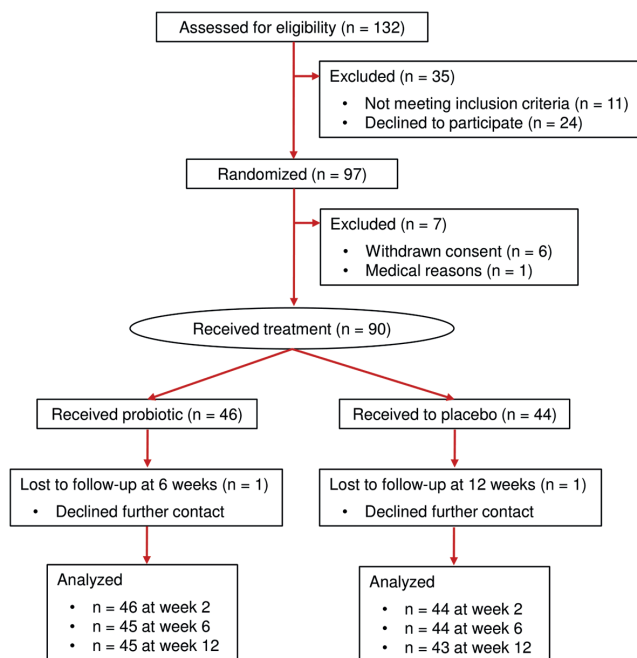 Assessed for eligibility (n = 132)
Excluded (n = 35)
• Not meeting inclusion criteria (n = 11)
• Declined to participate (n = 24)
Randomized (n = 97)
Excluded (n = 7)
• Withdrawn consent (n = 6)
• Medical reasons (n = 1)
Received treatment (n = 90)
Received probiotic (n = 46)
Received to placebo (n = 44)
Lost to follow-up at 6 weeks (n = 1)
• Declined further contact
Lost to follow-up at 12 weeks (n = 1)
• Declined further contact
Analyzed
• n = 46 at week 2
• n = 45 at week 6
• n = 45 at week 12
Analyzed
• n = 44 at week 2
• n = 44 at week 6
• n = 43 at week 12